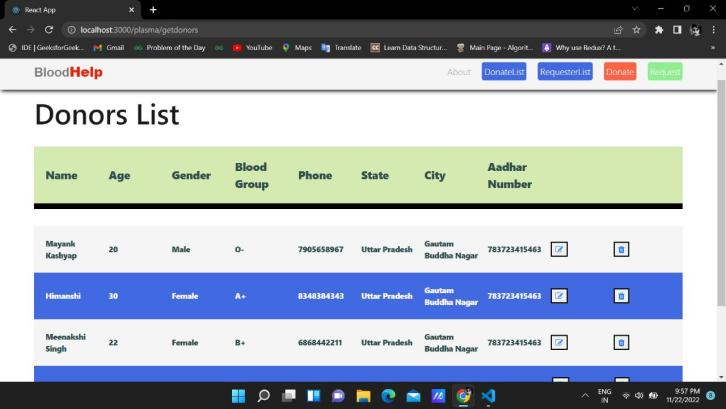 React App
localhost:3000/plasma/getdonors
IDE | GeeksforGeek... Gmail Problem of the Day YouTube Maps Translate Learn Data Structur... Main Page - Algorit... Why use Redux? A t...
BloodHelp About DonateList RequesterList Donate Request
Donors List
Name Age Gender Blood Group Phone State City Aadhar Number
Mayank Kashyap 20 Male O- 7905658967 Uttar Pradesh Gautam Buddha Nagar 783723415463
Himanshi 30 Female A+ 8348384343 Uttar Pradesh Gautam Buddha Nagar 783723415463
Meenakshi Singh 22 Female B+ 6868442211 Uttar Pradesh Gautam Buddha Nagar 783723415463
ENG IN 9:57 PM 11/22/2022